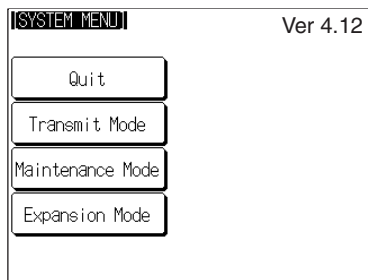 [SYSTEM MENU]
Ver 4.12
Quit
Transmit Mode
Maintenance Mode
Expansion Mode